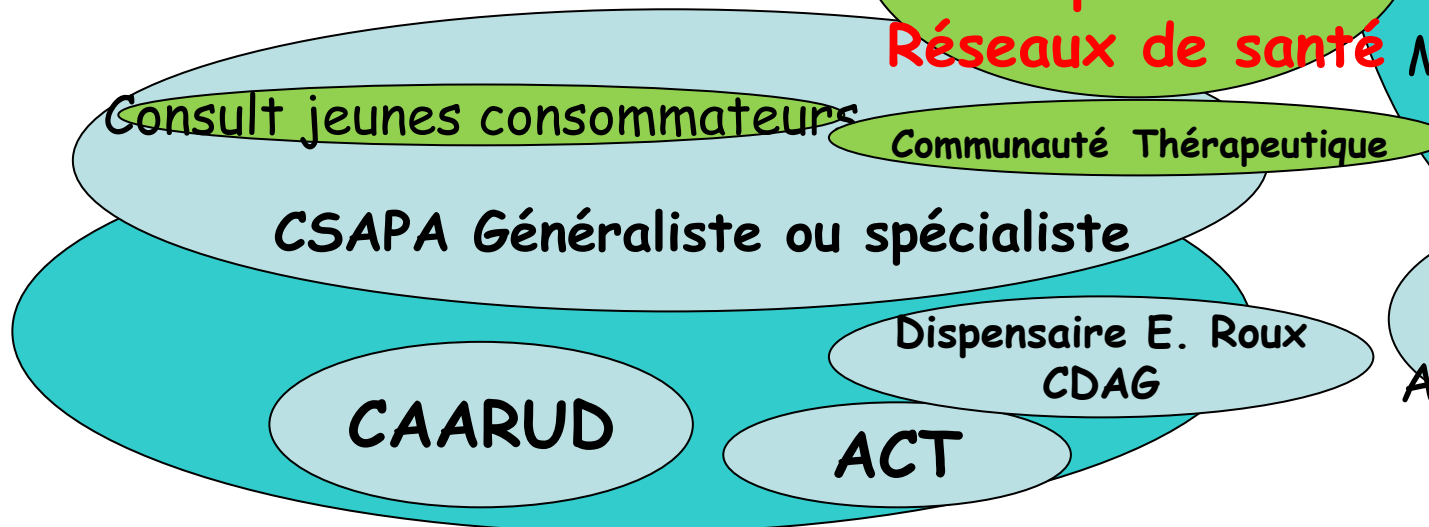 Réseaux de santé
Consult jeunes consommateurs
Communauté Thérapeutique
CSAPA Généraliste ou spécialiste
Dispensaire E. Roux
CDAG
CAARUD
ACT